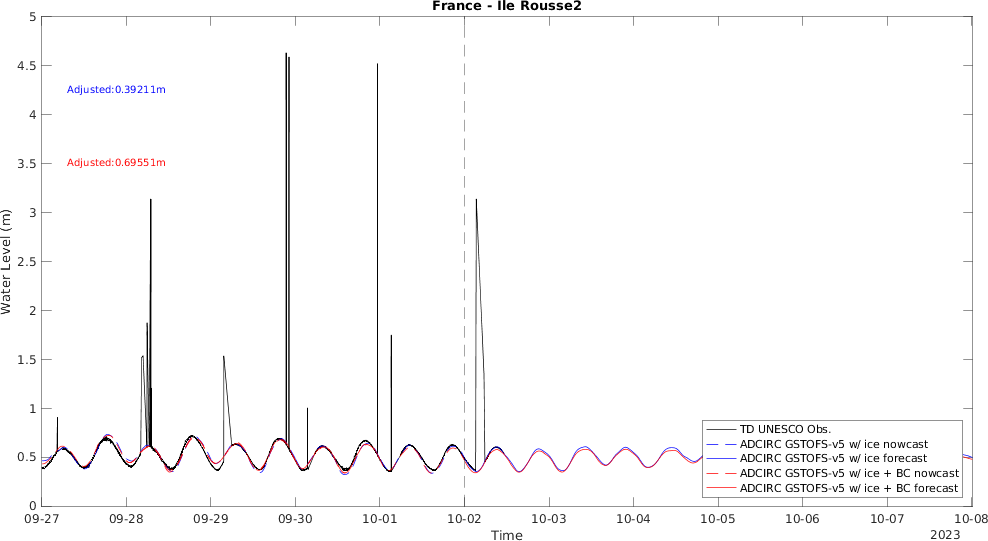 France - Ile Rousse2
Water Level (m)
5
4.5
4
3.5
3
2.5
2
1.5
1
0.5
0
Adjusted:0.39211m
Adjusted:0.69551m
TD UNESCO Obs.
ADCIRC GSTOFS-v5 w/ ice nowcast
ADCIRC GSTOFS-v5 w/ ice forecast
ADCIRC GSTOFS-v5 w/ ice + BC nowcast
ADCIRC GSTOFS-v5 w/ ice + BC forecast
09-27 09-28 09-29 09-30 10-01 10-02 10-03 10-04 10-05 10-06 10-07 10-08
Time
2023